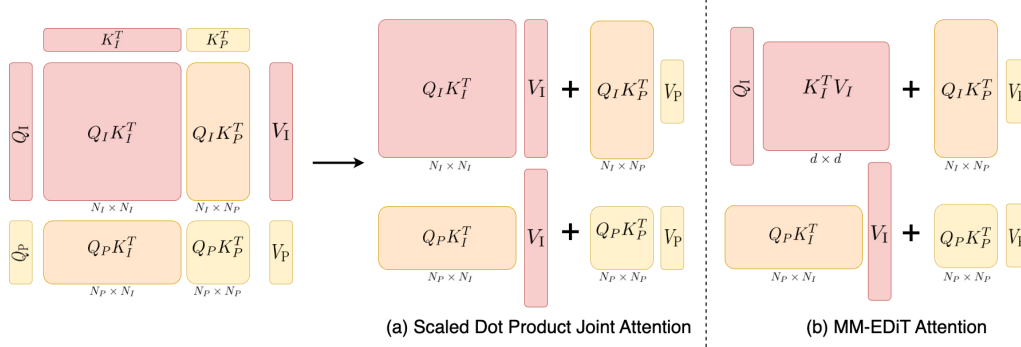 K_I^T K_P^T
Q_I Q_I K_I^T Q_I K_P^T V_I
N_I × N_I N_I × N_P
Q_P Q_P K_I^T Q_P K_P^T V_P
N_P × N_I N_P × N_P
Q_I K_I^T V_I + Q_I K_P^T V_P
N_I × N_I N_I × N_P
Q_P K_I^T V_I + Q_P K_P^T V_P
N_P × N_I N_P × N_P
(a) Scaled Dot Product Joint Attention
Q_I K_I^T V_I + Q_I K_P^T V_P
d × d N_I × N_P
Q_P K_I^T V_I + Q_P K_P^T V_P
N_P × N_I N_P × N_P
(b) MM-EDiT Attention